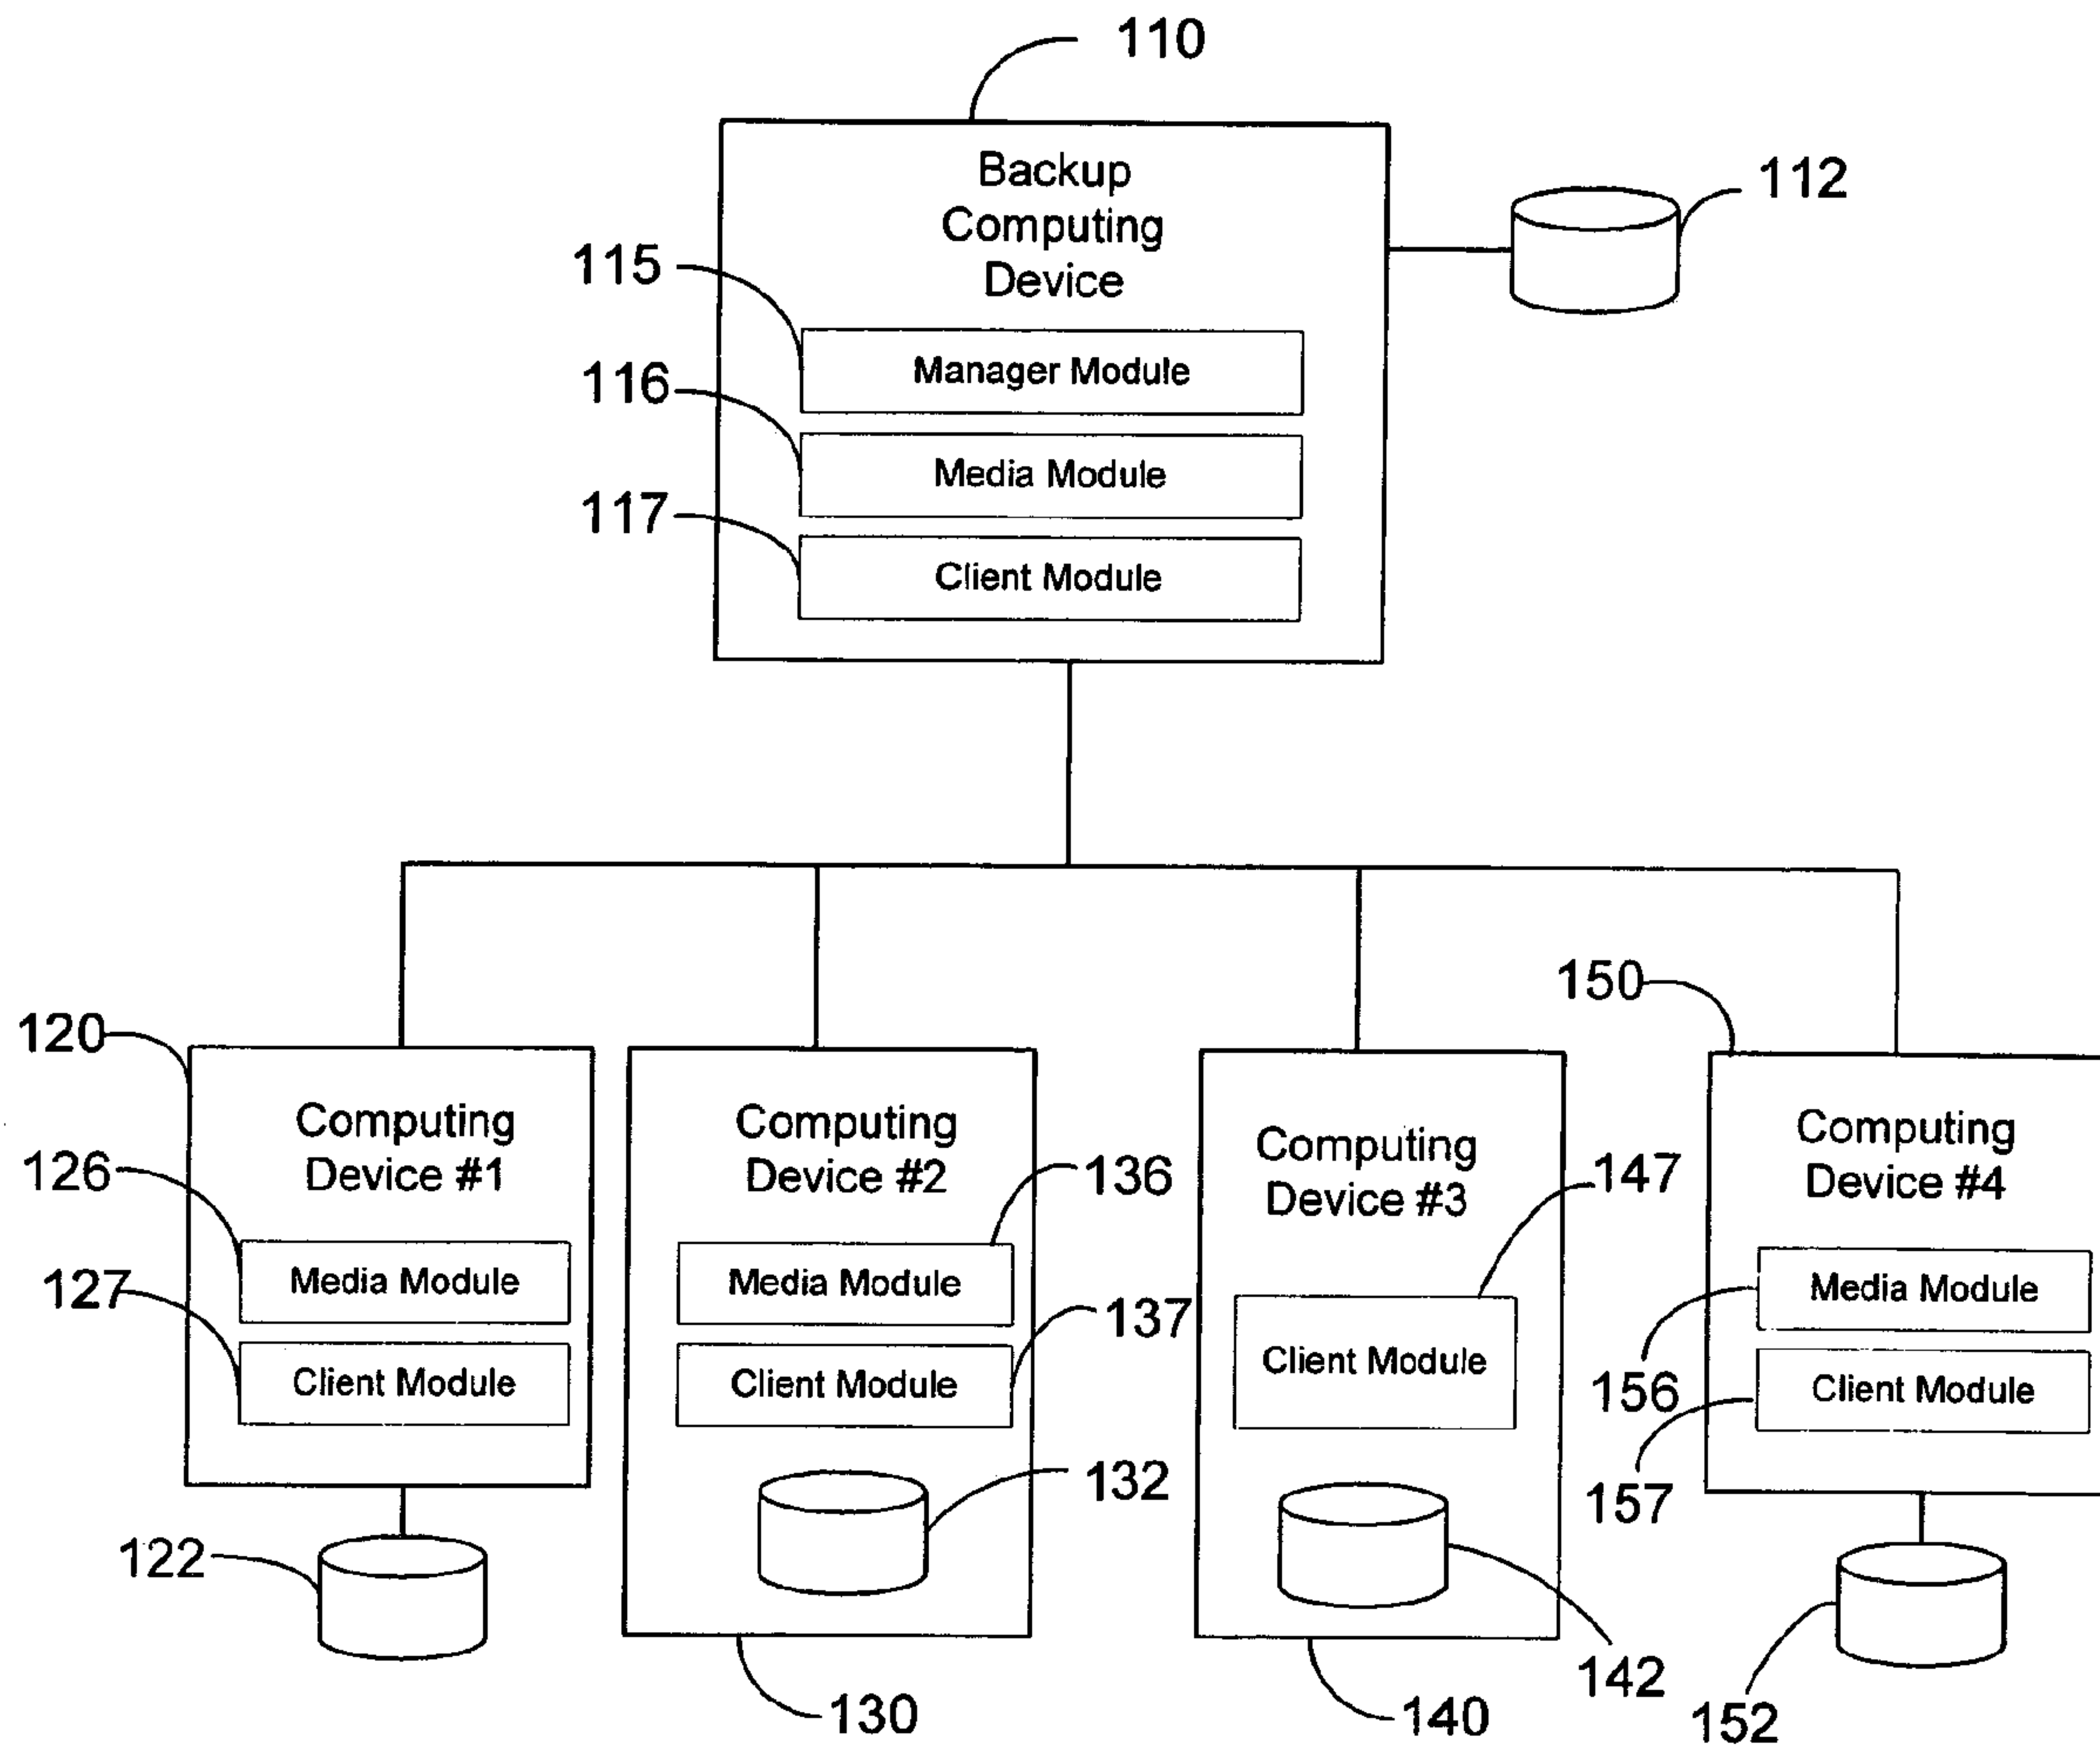 110
Backup
Computing
Device
112
115
Manager Module
116
Media Module
117
Client Module
120
Computing
Device #1
126
Media Module
127
Client Module
122
Computing
Device #2
136
Media Module
137
Client Module
132
130
Computing
Device #3
147
Client Module
142
140
150
Computing
Device #4
Media Module
156
Client Module
157
152